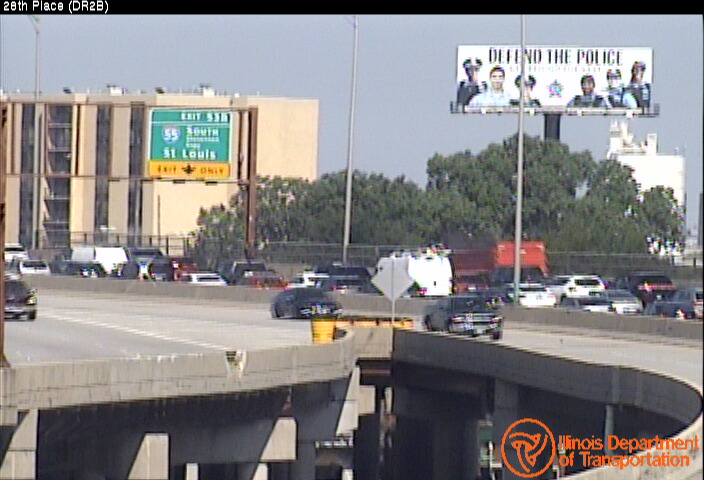 28th Place (DR2B)
DEFEND THE POLICE
EXIT 53B
55 SOUTH
St Louis
EXIT ONLY
Illinois Department
of Transportation